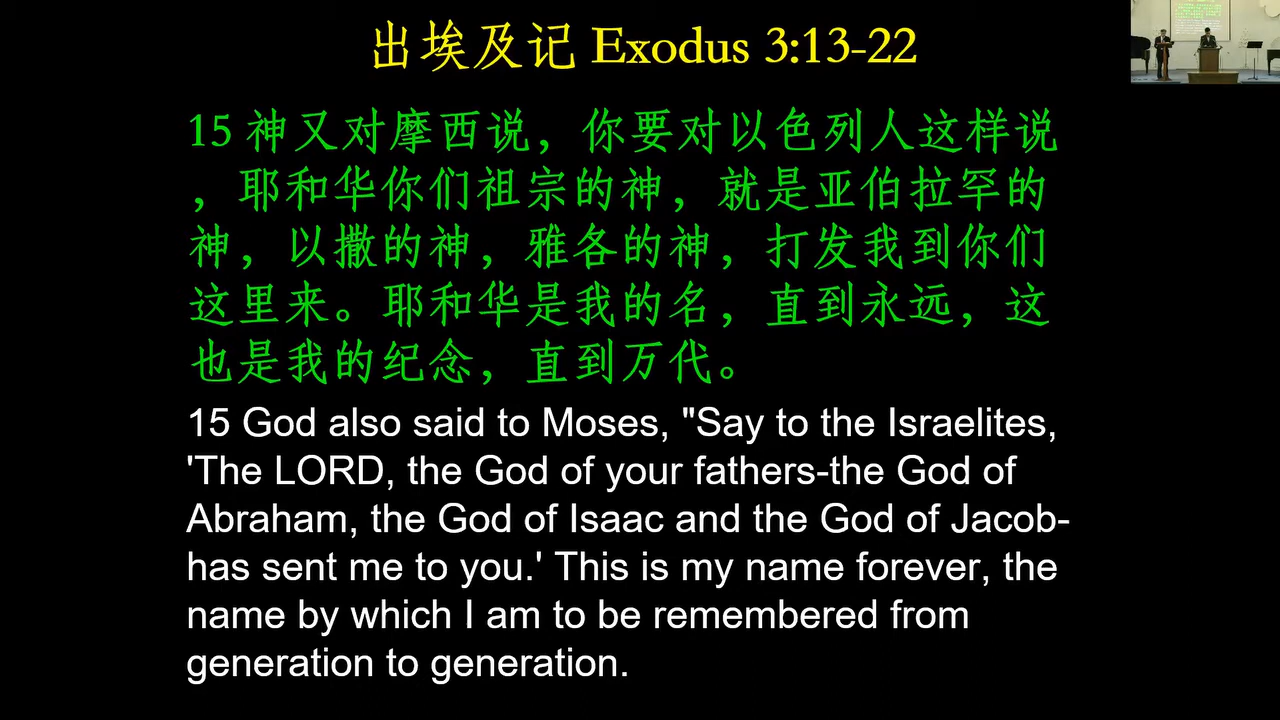 出埃及记 Exodus 3:13-22
15 神又对摩西说，你要对以色列人这样说
，耶和华你们祖宗的神，就是亚伯拉罕的
神，以撒的神，雅各的神，打发我到你们
这里来。耶和华是我的名，直到永远，这
也是我的纪念，直到万代。
15 God also said to Moses, "Say to the Israelites,
'The LORD, the God of your fathers-the God of
Abraham, the God of Isaac and the God of Jacob-
has sent me to you.' This is my name forever, the
name by which I am to be remembered from
generation to generation.